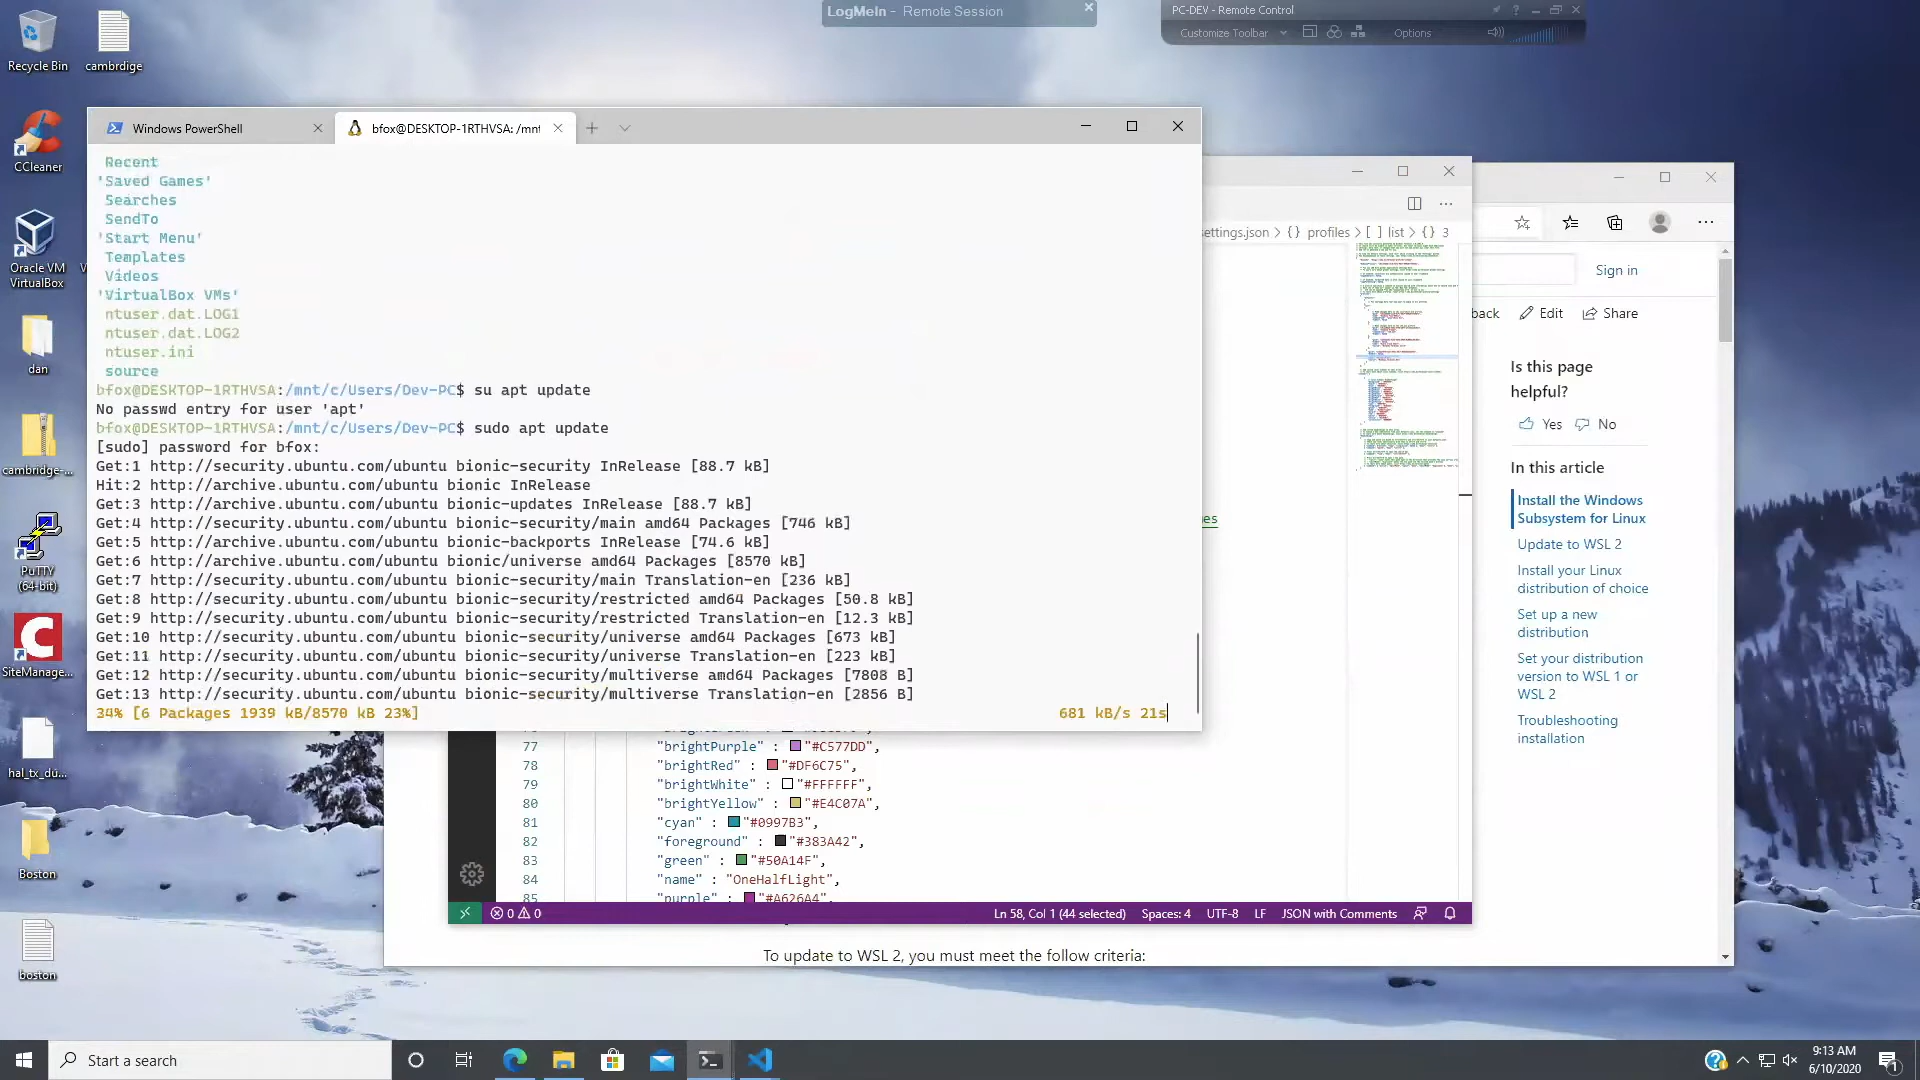 LogMeIn - Remote Session
PC-DEV - Remote Control
Customize Toolbar
Options
Recycle Bin
cambrdige
CCleaner
Oracle VM
VirtualBox
dan
cambridge-...
PuTTY
(64-bit)
SiteManage...
Boston
boston
Windows PowerShell
bfox@DESKTOP-1RTHVSA: /mnt
Recent
'Saved Games'
Searches
SendTo
'Start Menu'
Templates
Videos
'VirtualBox VMs'
ntuser.dat.LOG1
ntuser.dat.LOG2
ntuser.ini
source
bfox@DESKTOP-1RTHVSA:/mnt/c/Users/Dev-PC$ su apt update
No passwd entry for user 'apt'
bfox@DESKTOP-1RTHVSA:/mnt/c/Users/Dev-PC$ sudo apt update
[sudo] password for bfox:
Get:1 http://security.ubuntu.com/ubuntu bionic-security InRelease [88.7 kB]
Hit:2 http://archive.ubuntu.com/ubuntu bionic InRelease
Get:3 http://archive.ubuntu.com/ubuntu bionic-updates InRelease [88.7 kB]
Get:4 http://security.ubuntu.com/ubuntu bionic-security/main amd64 Packages [746 kB]
Get:5 http://archive.ubuntu.com/ubuntu bionic-backports InRelease [74.6 kB]
Get:6 http://archive.ubuntu.com/ubuntu bionic/universe amd64 Packages [8570 kB]
Get:7 http://security.ubuntu.com/ubuntu bionic-security/main Translation-en [236 kB]
Get:8 http://security.ubuntu.com/ubuntu bionic-security/restricted amd64 Packages [50.8 kB]
Get:9 http://security.ubuntu.com/ubuntu bionic-security/restricted Translation-en [12.3 kB]
Get:10 http://security.ubuntu.com/ubuntu bionic-security/universe amd64 Packages [673 kB]
Get:11 http://security.ubuntu.com/ubuntu bionic-security/universe Translation-en [223 kB]
Get:12 http://security.ubuntu.com/ubuntu bionic-security/multiverse amd64 Packages [7808 B]
Get:13 http://security.ubuntu.com/ubuntu bionic-security/multiverse Translation-en [2856 B]
34% [6 Packages 1939 kB/8570 kB 23%] 681 kB/s 21s
settings.json > {} profiles > [ ] list > {} 3
77 "brightPurple" : "#C577DD",
78 "brightRed" : "#DF6C75",
79 "brightWhite" : "#FFFFFF",
80 "brightYellow" : "#E4C07A",
81 "cyan" : "#0997B3",
82 "foreground" : "#383A42",
83 "green" : "#50A14F",
84 "name" : "OneHalfLight",
85 "purple" : "#A626A4",
0 0
Ln 58, Col 1 (44 selected) Spaces: 4 UTF-8 LF JSON with Comments
To update to WSL 2, you must meet the follow criteria:
Sign in
back Edit Share
Is this page
helpful?
Yes No
In this article
Install the Windows
Subsystem for Linux
Update to WSL 2
Install your Linux
distribution of choice
Set up a new
distribution
Set your distribution
version to WSL 1 or
WSL 2
Troubleshooting
installation
Start a search
9:13 AM
6/10/2020
1